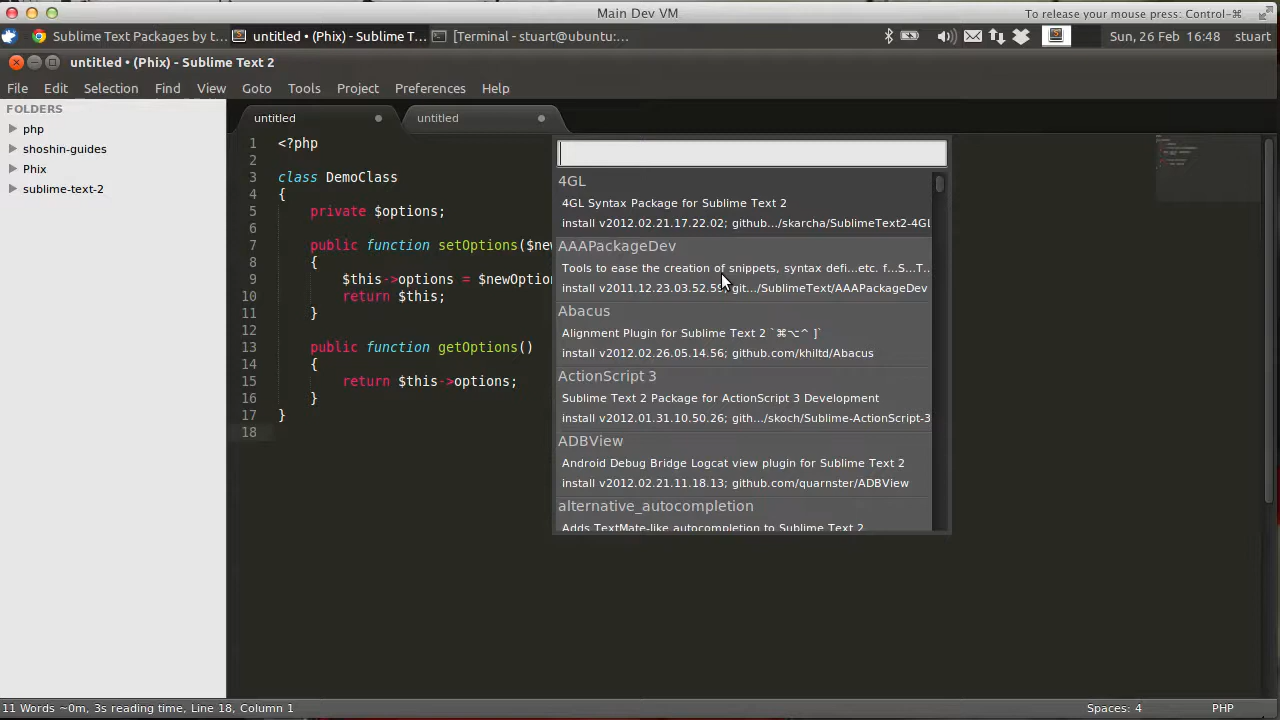 Main Dev VM
To release your mouse press: Control-⌘
Sublime Text Packages by t...
untitled • (Phix) - Sublime T...
[Terminal - stuart@ubuntu:...
Sun, 26 Feb 16:48
stuart
untitled • (Phix) - Sublime Text 2
File Edit Selection Find View Goto Tools Project Preferences Help
FOLDERS
php
shoshin-guides
Phix
sublime-text-2
untitled
untitled
1 <?php
2
3 class DemoClass
4 {
5 private $options;
6
7 public function setOptions($nev
8 {
9 $this->options = $newOption
10 return $this;
11 }
12
13 public function getOptions()
14 {
15 return $this->options;
16 }
17 }
18
4GL
4GL Syntax Package for Sublime Text 2
install v2012.02.21.17.22.02; github.../skarcha/SublimeText2-4GL
AAAPackageDev
Tools to ease the creation of snippets, syntax defi...etc. f...S...T...
install v2011.12.23.03.52.59; git.../SublimeText/AAAPackageDev
Abacus
Alignment Plugin for Sublime Text 2 `⌘⌥^ ]`
install v2012.02.26.05.14.56; github.com/khiltd/Abacus
ActionScript 3
Sublime Text 2 Package for ActionScript 3 Development
install v2012.01.31.10.50.26; gith.../skoch/Sublime-ActionScript-3
ADBView
Android Debug Bridge Logcat view plugin for Sublime Text 2
install v2012.02.21.11.18.13; github.com/quarnster/ADBView
alternative_autocompletion
Adds TextMate-like autocompletion to Sublime Text 2
11 Words ~0m, 3s reading time, Line 18, Column 1
Spaces: 4
PHP